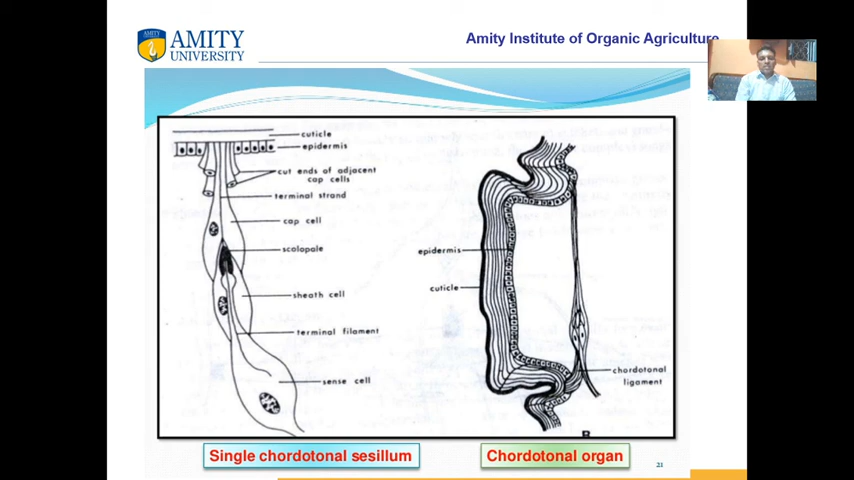 AMITY
UNIVERSITY
Amity Institute of Organic Agriculture
cuticle
epidermis
cut ends of adjacent
cap cells
terminal strand
cap cell
scolopale
sheath cell
terminal filament
sense cell
epidermis
cuticle
chordotonal
ligament
B
Single chordotonal sesillum
Chordotonal organ
21